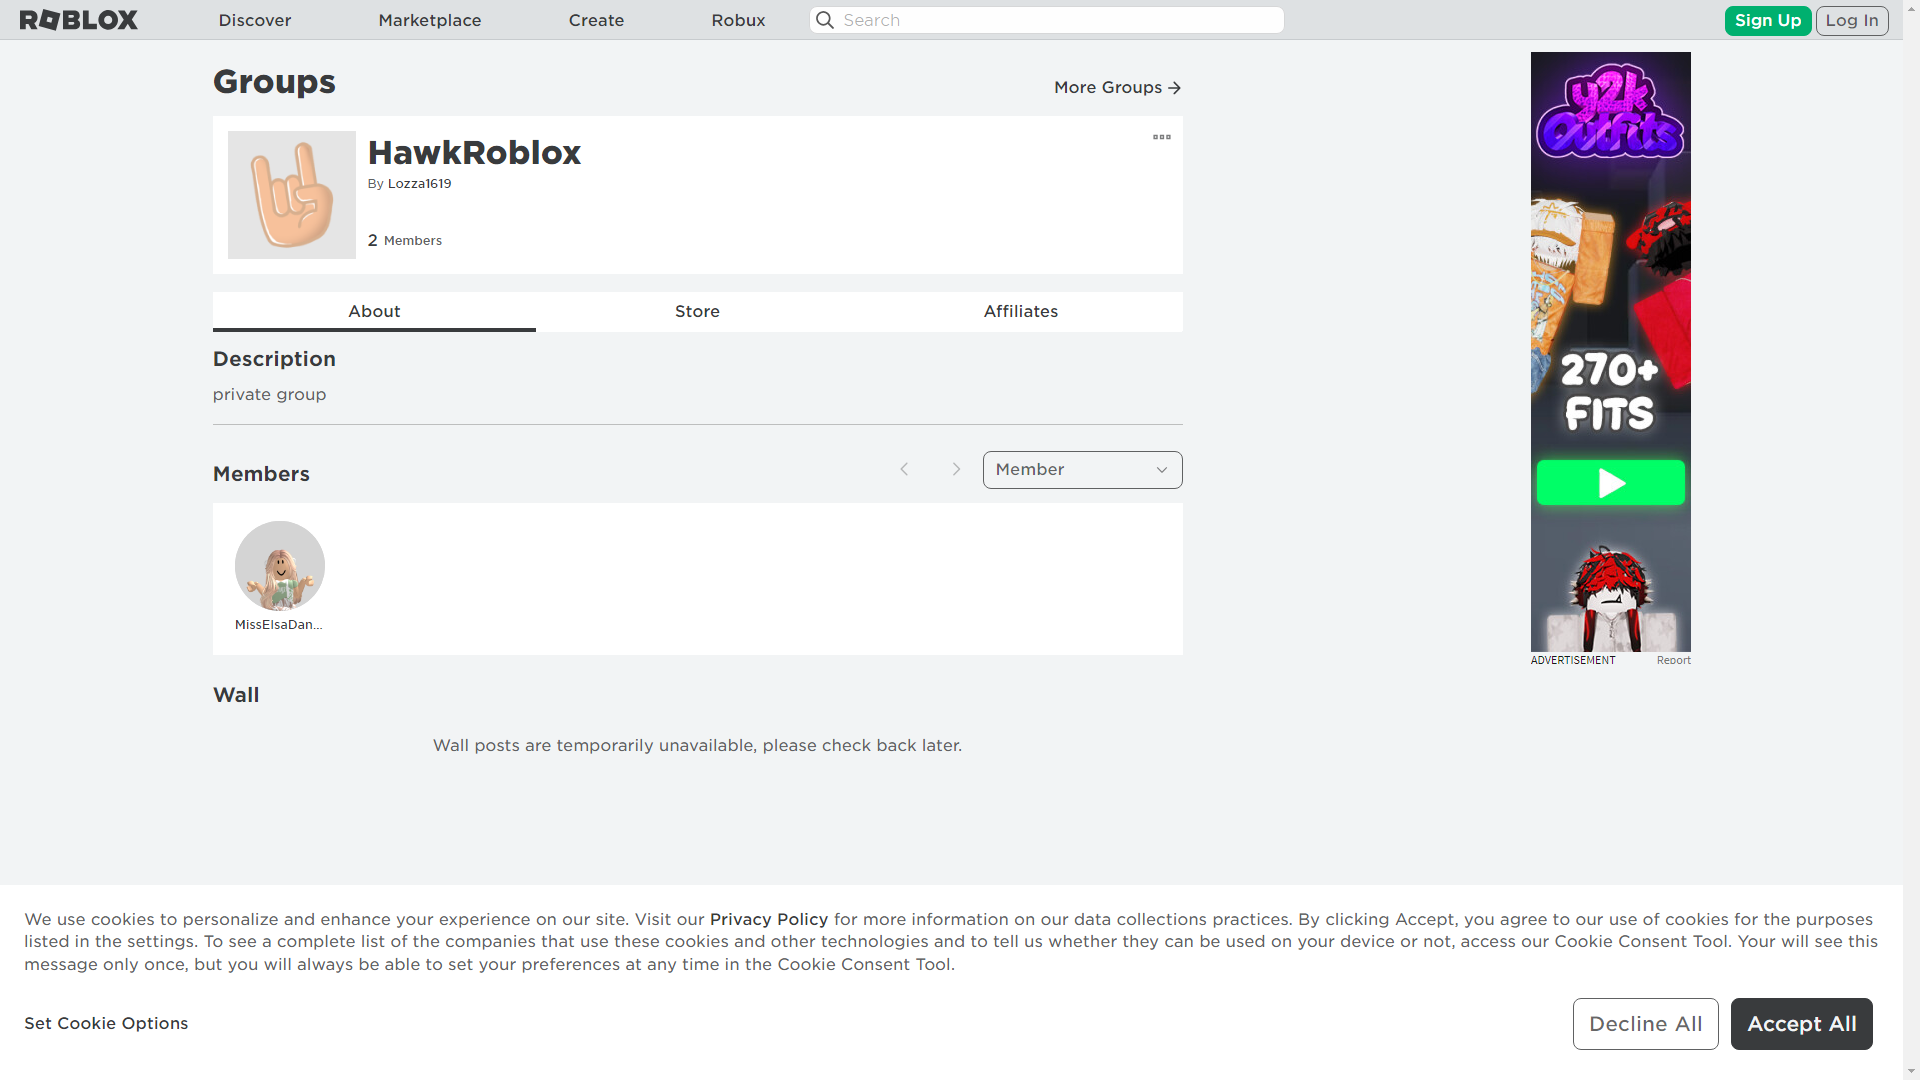 ROBLOX
Discover
Marketplace
Create
Robux
Search
Sign Up
Log In
Groups
More Groups
HawkRoblox
By Lozza1619
2 Members
About
Store
Affiliates
Description
private group
Members
Member
MissElsaDan...
Wall
Wall posts are temporarily unavailable, please check back later.
y2k
Outfits
270+
FITS
ADVERTISEMENT
Report
We use cookies to personalize and enhance your experience on our site. Visit our Privacy Policy for more information on our data collections practices. By clicking Accept, you agree to our use of cookies for the purposes
listed in the settings. To see a complete list of the companies that use these cookies and other technologies and to tell us whether they can be used on your device or not, access our Cookie Consent Tool. Your will see this
message only once, but you will always be able to set your preferences at any time in the Cookie Consent Tool.
Set Cookie Options
Decline All
Accept All